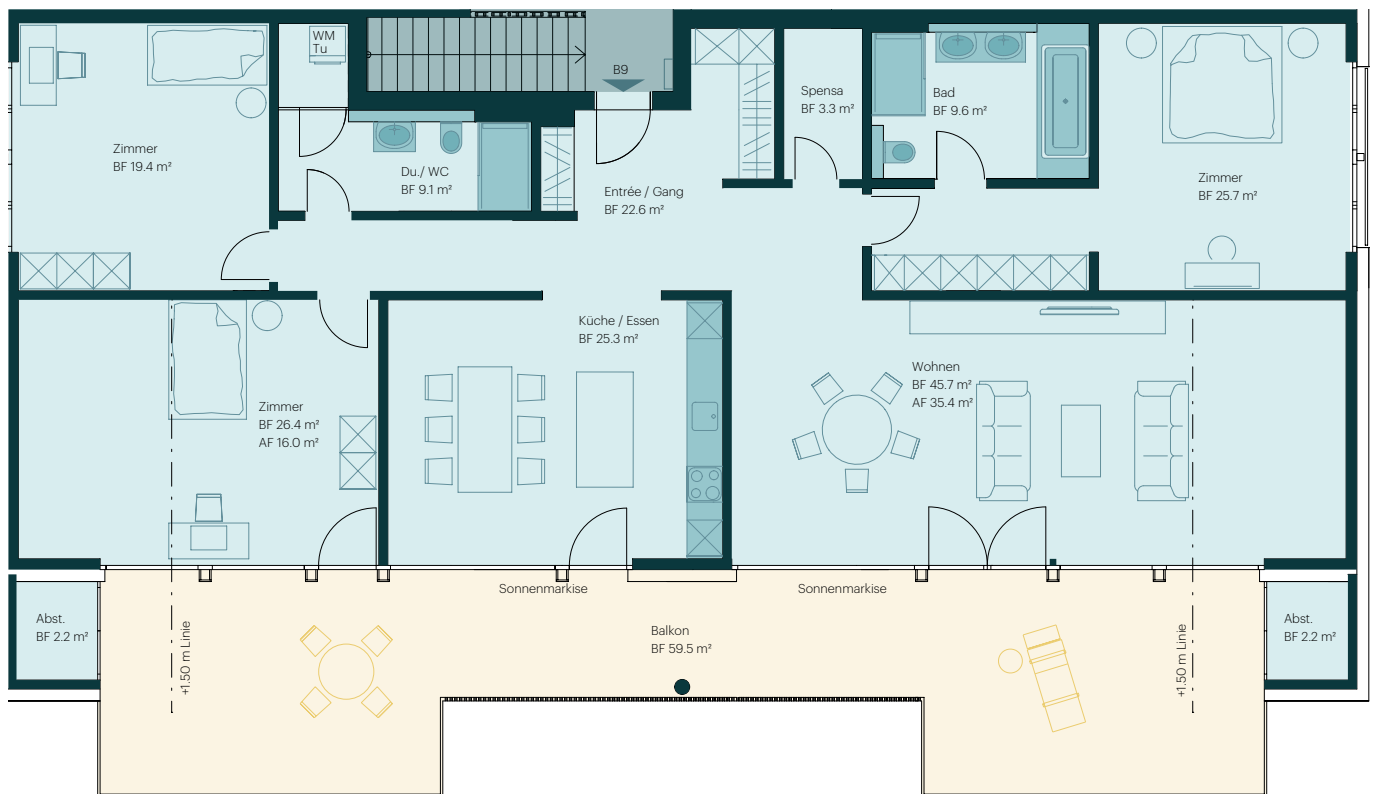 WM
Tu
B9
Zimmer
BF 19.4 m²
Du./ WC
BF 9.1 m²
Entrée / Gang
BF 22.6 m²
Spensa
BF 3.3 m²
Bad
BF 9.6 m²
Zimmer
BF 25.7 m²
Zimmer
BF 26.4 m²
AF 16.0 m²
Küche / Essen
BF 25.3 m²
Wohnen
BF 45.7 m²
AF 35.4 m²
Sonnenmarkise
Sonnenmarkise
Abst.
BF 2.2 m²
+1.50 m Linie
Balkon
BF 59.5 m²
+1.50 m Linie
Abst.
BF 2.2 m²